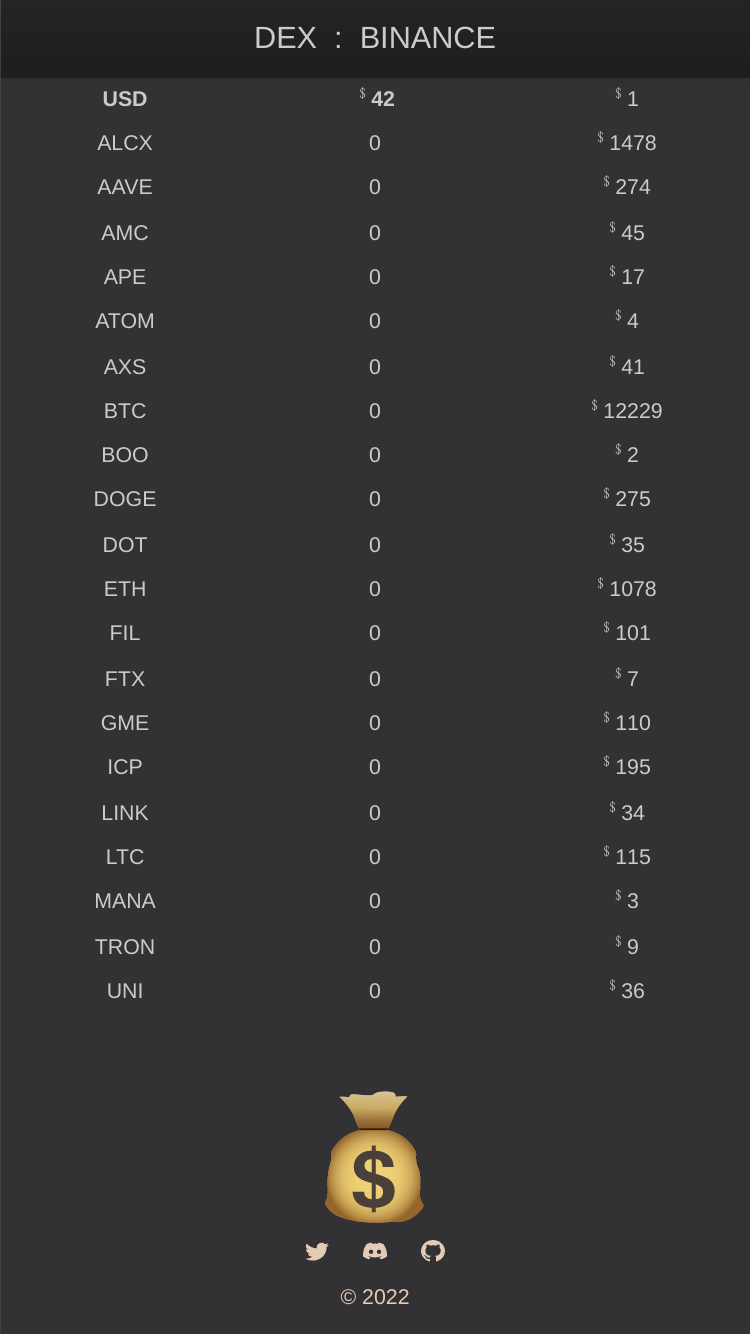 DEX : BINANCE
USD $ 42 $ 1
ALCX 0 $ 1478
AAVE 0 $ 274
AMC 0 $ 45
APE 0 $ 17
ATOM 0 $ 4
AXS 0 $ 41
BTC 0 $ 12229
BOO 0 $ 2
DOGE 0 $ 275
DOT 0 $ 35
ETH 0 $ 1078
FIL 0 $ 101
FTX 0 $ 7
GME 0 $ 110
ICP 0 $ 195
LINK 0 $ 34
LTC 0 $ 115
MANA 0 $ 3
TRON 0 $ 9
UNI 0 $ 36
$
© 2022